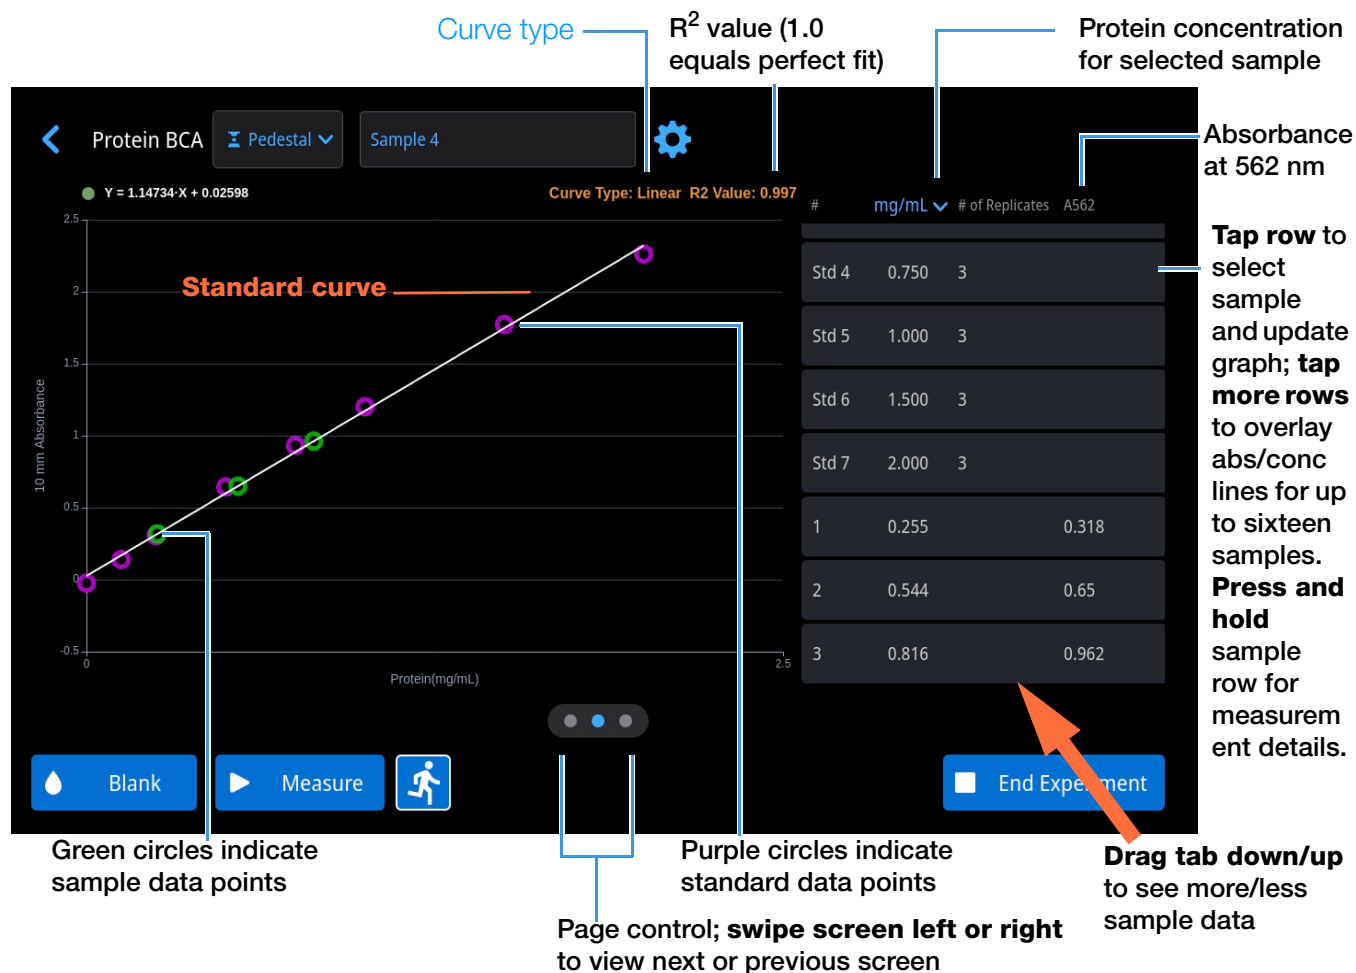 Curve type
R2 value (1.0
equals perfect fit)
Protein concentration
for selected sample
Protein BCA
Pedestal
Sample 4
Absorbance
at 562 nm
Y = 1.14734·X + 0.02598
Curve Type: Linear R2 Value: 0.997
# mg/mL # of Replicates A562
2.5
2
1.5
1
0.5
0
-0.5
10 mm Absorbance
0
2.5
Protein(mg/mL)
Standard curve
Std 4 0.750 3
Std 5 1.000 3
Std 6 1.500 3
Std 7 2.000 3
1 0.255 0.318
2 0.544 0.65
3 0.816 0.962
Tap row to
select
sample
and update
graph; tap
more rows
to overlay
abs/conc
lines for up
to sixteen
samples.
Press and
hold
sample
row for
measurem
ent details.
Blank
Measure
End Experiment
Green circles indicate
sample data points
Purple circles indicate
standard data points
Drag tab down/up
to see more/less
sample data
Page control; swipe screen left or right
to view next or previous screen